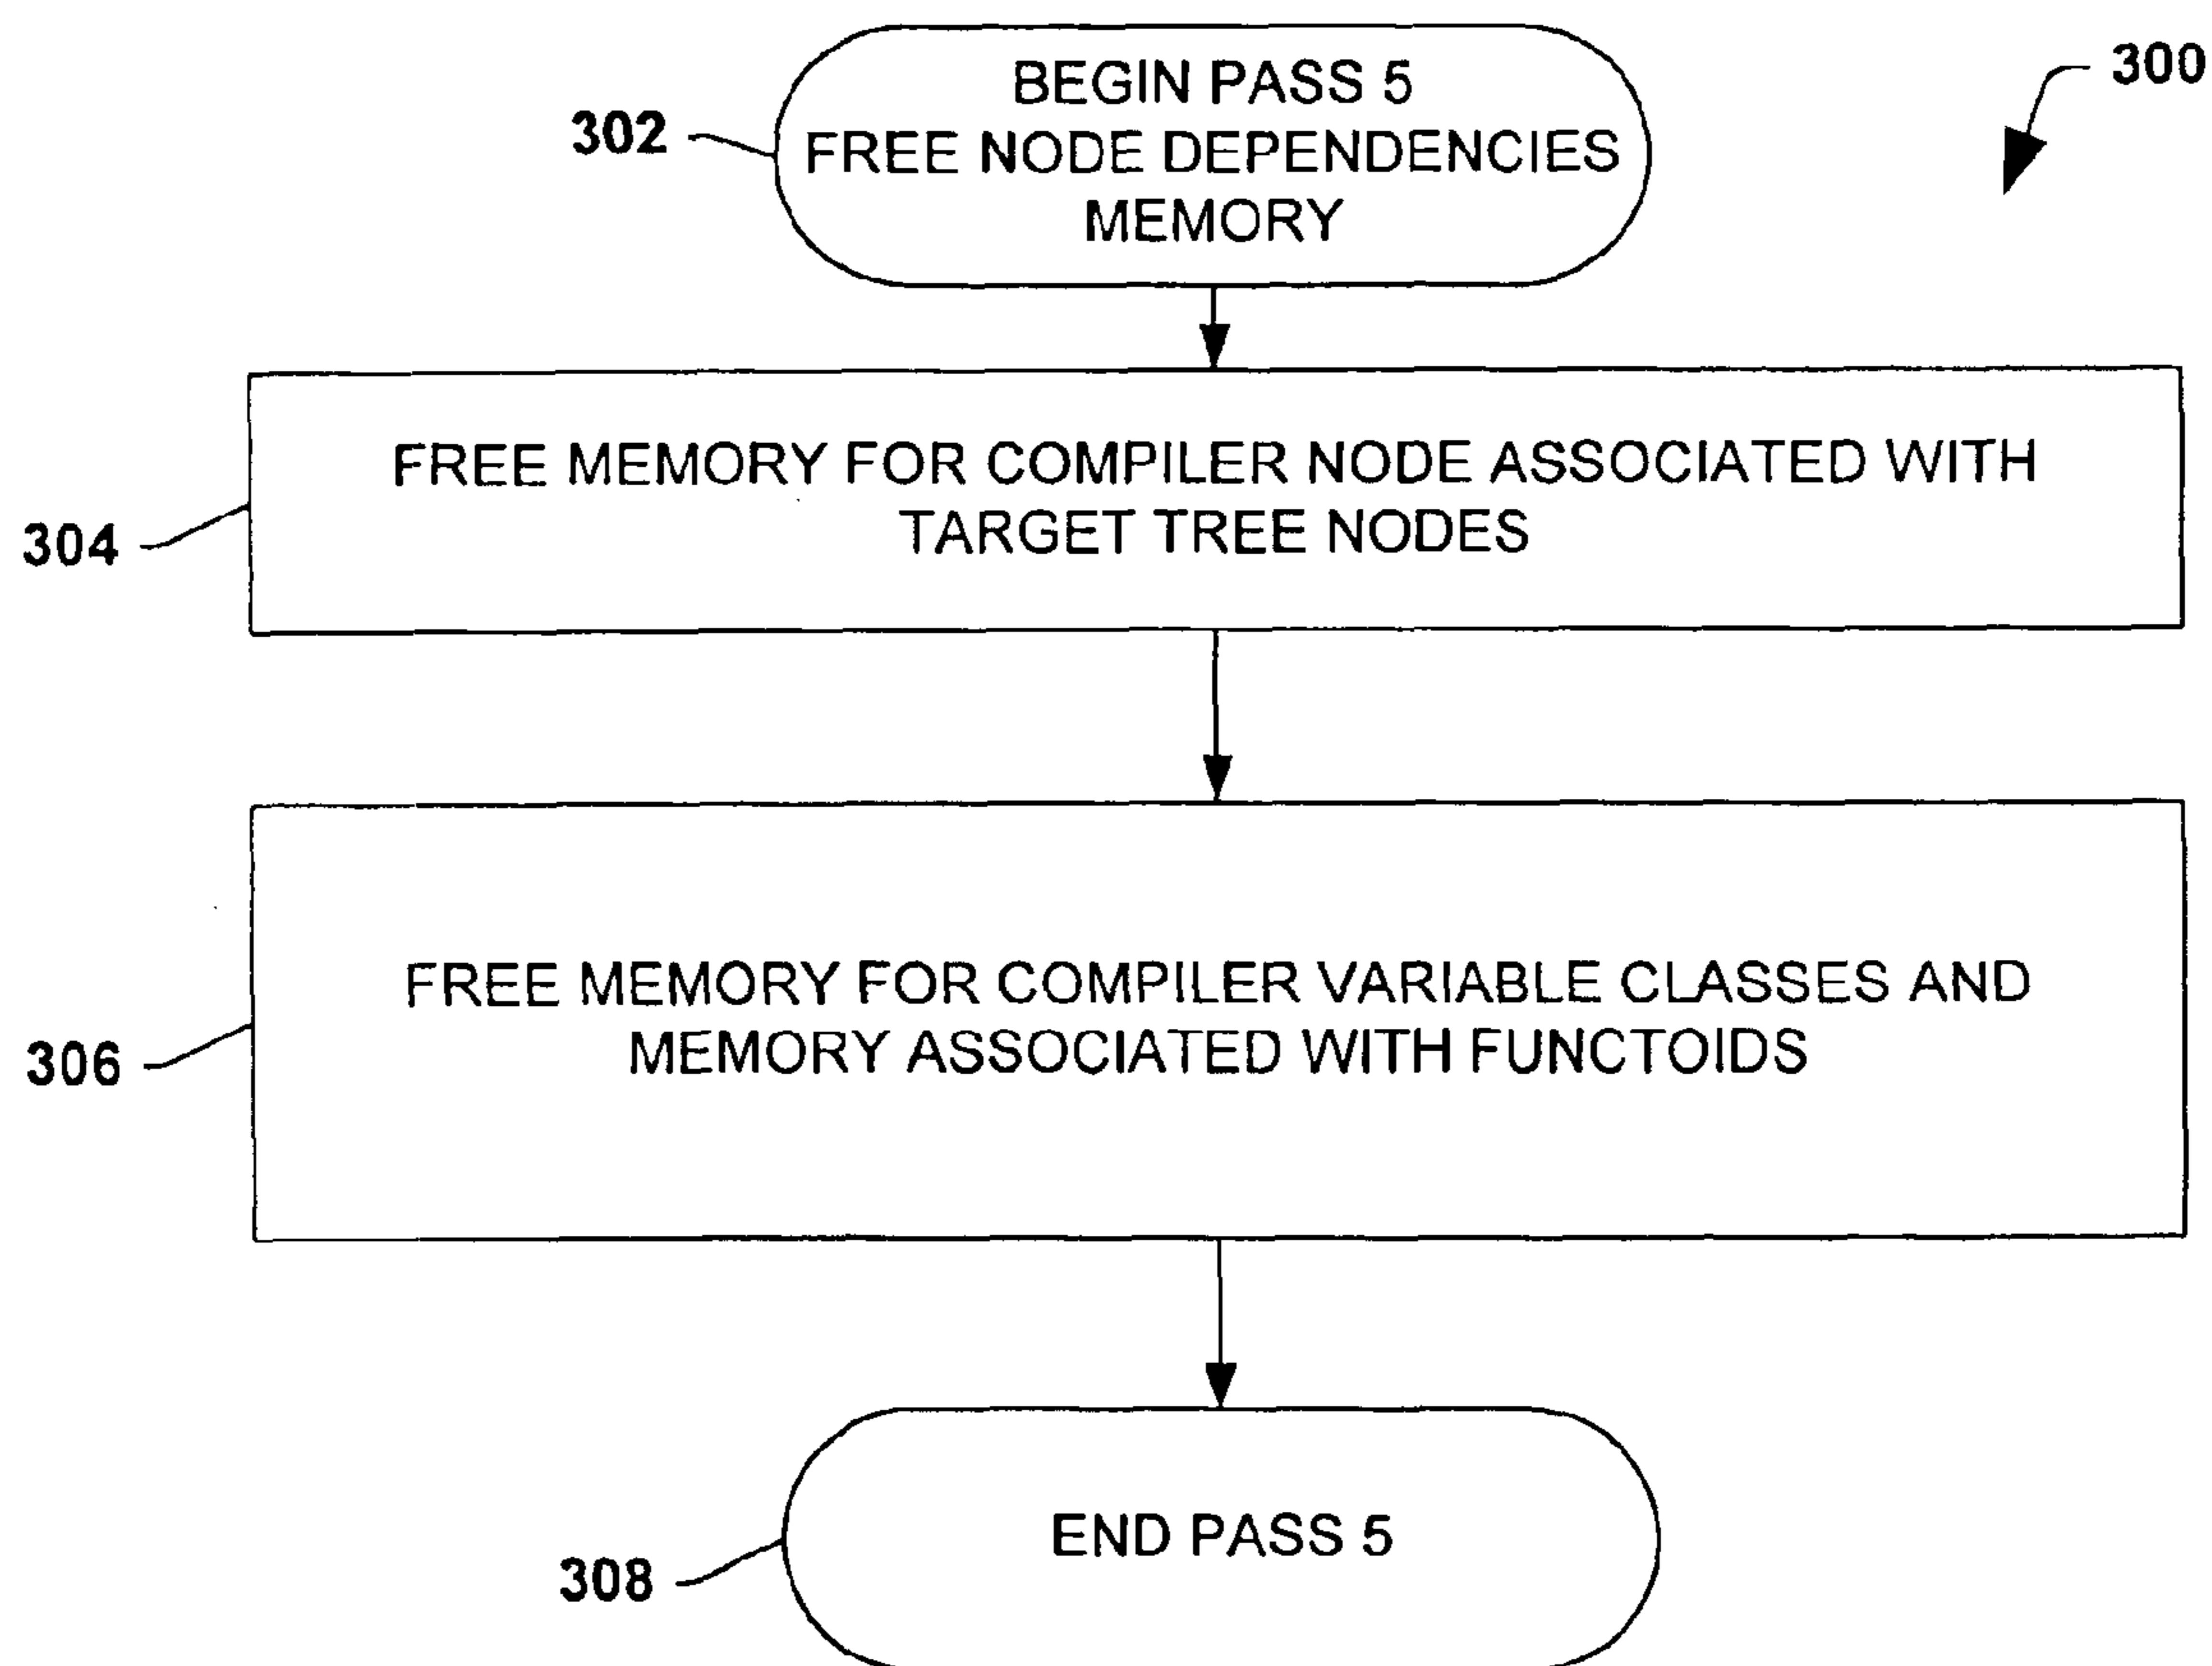 300
302
BEGIN PASS 5
FREE NODE DEPENDENCIES
MEMORY
304
FREE MEMORY FOR COMPILER NODE ASSOCIATED WITH
TARGET TREE NODES
306
FREE MEMORY FOR COMPILER VARIABLE CLASSES AND
MEMORY ASSOCIATED WITH FUNCTOIDS
308
END PASS 5